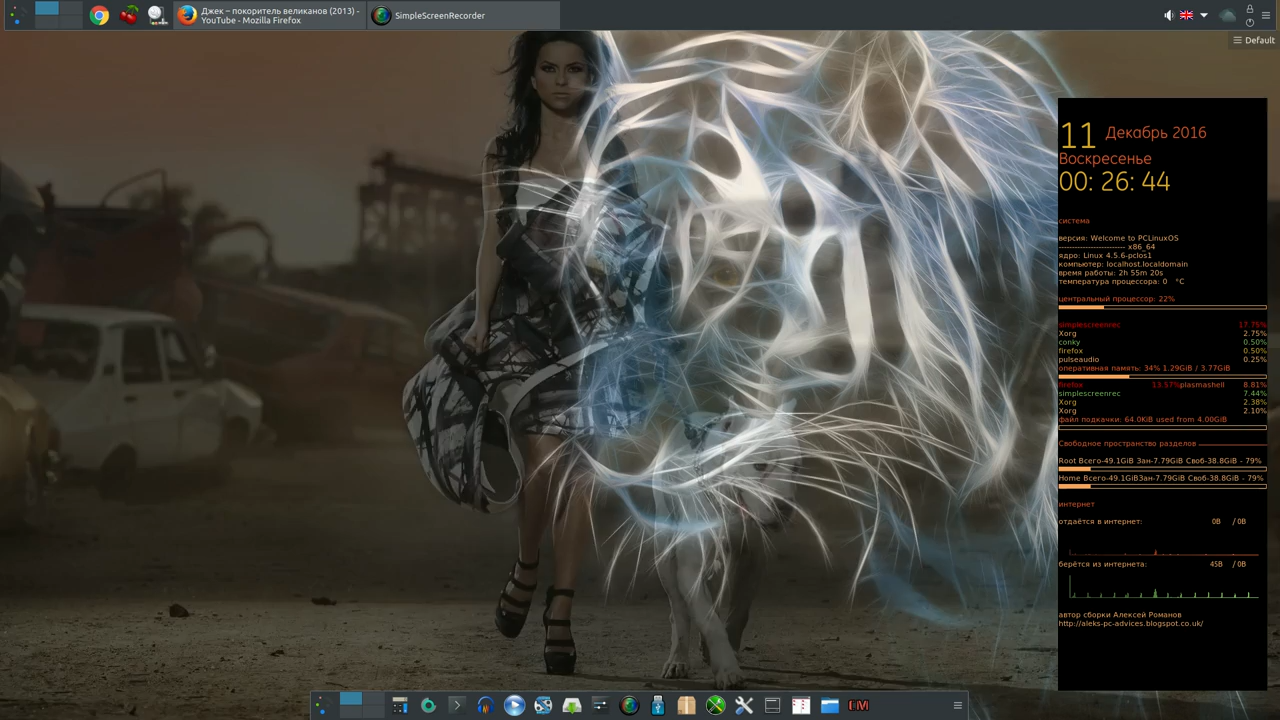 Джек – покоритель великанов (2013) -
YouTube - Mozilla Firefox
SimpleScreenRecorder
Default
11 Декабрь 2016
Воскресенье
00: 26: 44
система
версия: Welcome to PCLinuxOS
------------------------ x86_64
ядро: Linux 4.5.6-pclos1
компьютер: localhost.localdomain
время работы: 2h 55m 20s
температура процессора: 0 °C
центральный процессор: 22%
simplescreenrec 17.75%
Xorg 2.75%
conky 0.50%
firefox 0.50%
pulseaudio 0.25%
оперативная память: 34% 1.29GiB / 3.77GiB
firefox 13.57%plasmashell 8.81%
simplescreenrec 7.44%
Xorg 2.38%
Xorg 2.10%
файл подкачки: 64.0KiB used from 4.00GiB
Свободное пространство разделов
Root Всего-49.1GiB Зан-7.79GiB Своб-38.8GiB - 79%
Home Всего-49.1GiBЗан-7.79GiB Своб-38.8GiB - 79%
интернет
отдаётся в интернет: 0B / 0B
берётся из интернета: 45B / 0B
автор сборки Алексей Романов
http://aleks-pc-advices.blogspot.co.uk/